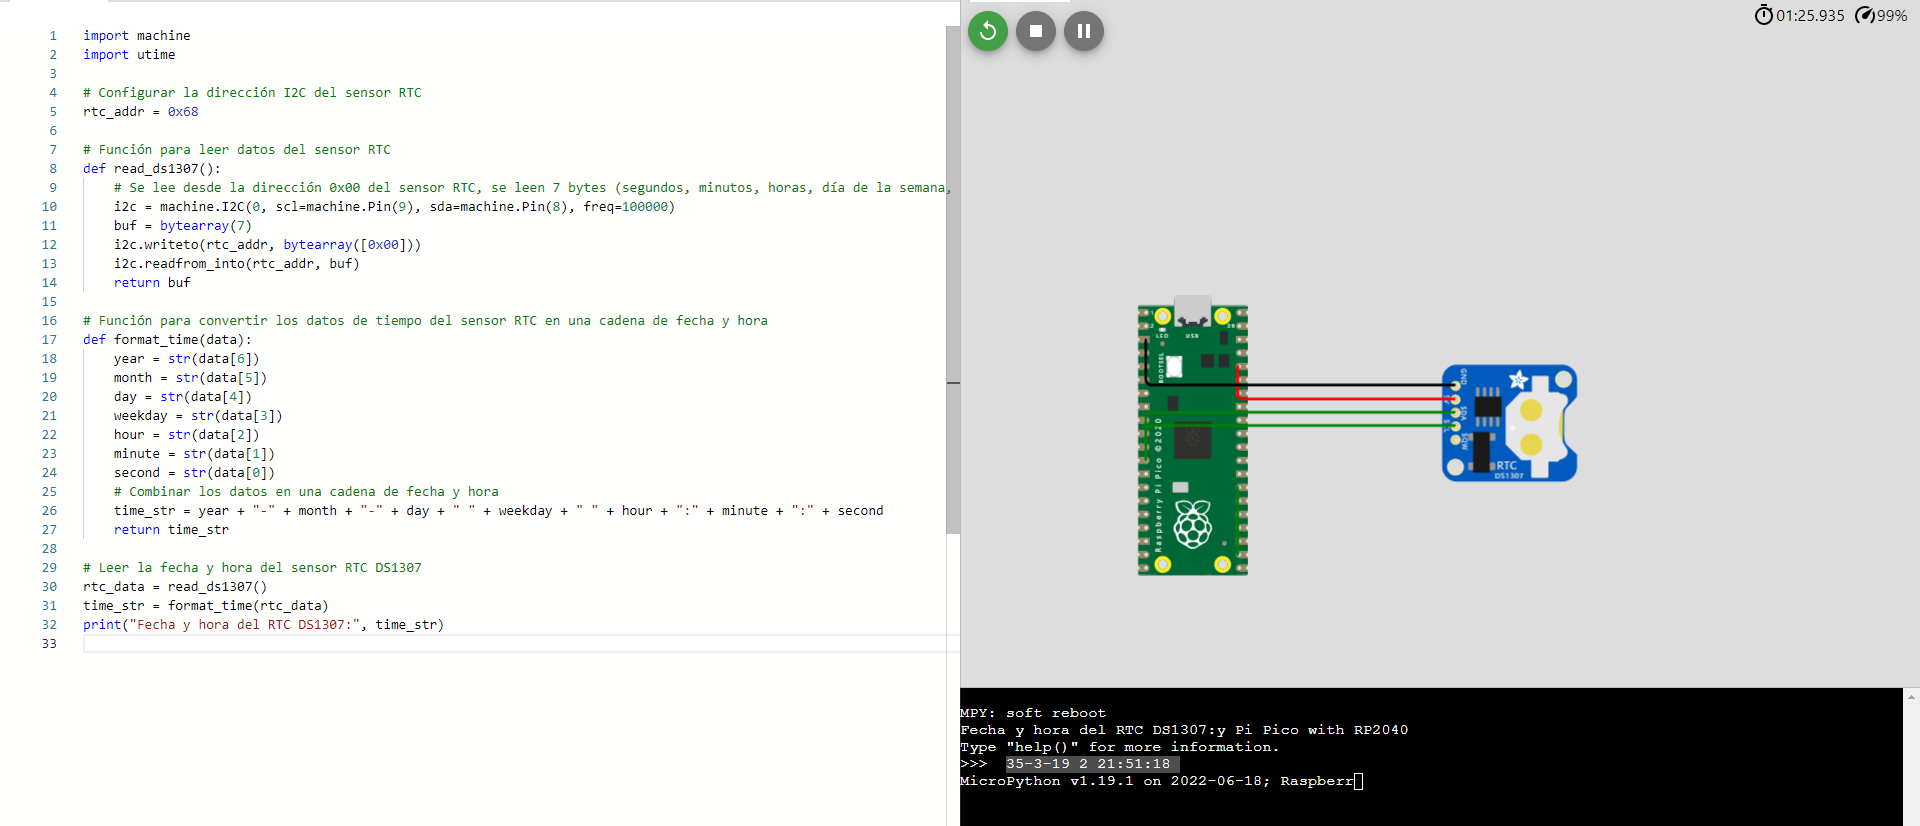 1 import machine
2 import utime
3
4 # Configurar la dirección I2C del sensor RTC
5 rtc_addr = 0x68
6
7 # Función para leer datos del sensor RTC
8 def read_ds1307():
9 # Se lee desde la dirección 0x00 del sensor RTC, se leen 7 bytes (segundos, minutos, horas, día de la semana,
10 i2c = machine.I2C(0, scl=machine.Pin(9), sda=machine.Pin(8), freq=100000)
11 buf = bytearray(7)
12 i2c.writeto(rtc_addr, bytearray([0x00]))
13 i2c.readfrom_into(rtc_addr, buf)
14 return buf
15
16 # Función para convertir los datos de tiempo del sensor RTC en una cadena de fecha y hora
17 def format_time(data):
18 year = str(data[6])
19 month = str(data[5])
20 day = str(data[4])
21 weekday = str(data[3])
22 hour = str(data[2])
23 minute = str(data[1])
24 second = str(data[0])
25 # Combinar los datos en una cadena de fecha y hora
26 time_str = year + "-" + month + "-" + day + " " + weekday + " " + hour + ":" + minute + ":" + second
27 return time_str
28
29 # Leer la fecha y hora del sensor RTC DS1307
30 rtc_data = read_ds1307()
31 time_str = format_time(rtc_data)
32 print("Fecha y hora del RTC DS1307:", time_str)
33
01:25.935 99%
LED USB
BOOTSEL
Raspberry Pi Pico ©2020
GND
SDA
SCL
SQW
RTC
DS1307
MPY: soft reboot
Fecha y hora del RTC DS1307:y Pi Pico with RP2040
Type "help()" for more information.
>>> 35-3-19 2 21:51:18
MicroPython v1.19.1 on 2022-06-18; Raspberr